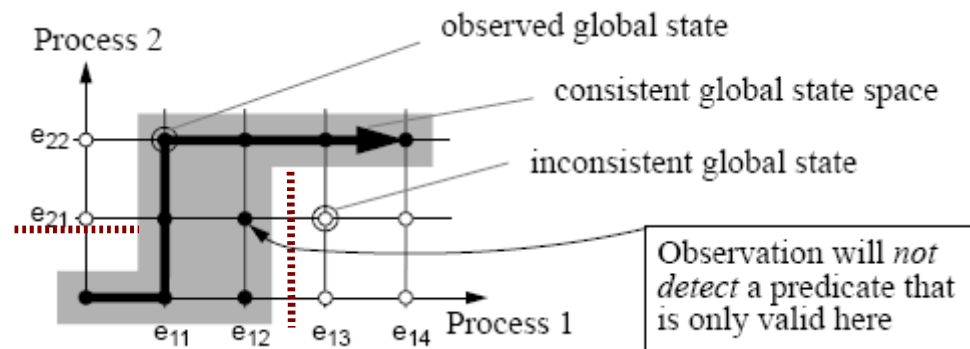 observed global state
Process 2
consistent global state space
e22
inconsistent global state
e21
Observation will not
detect a predicate that
is only valid here
Process 1
e11
e12
e13
e14